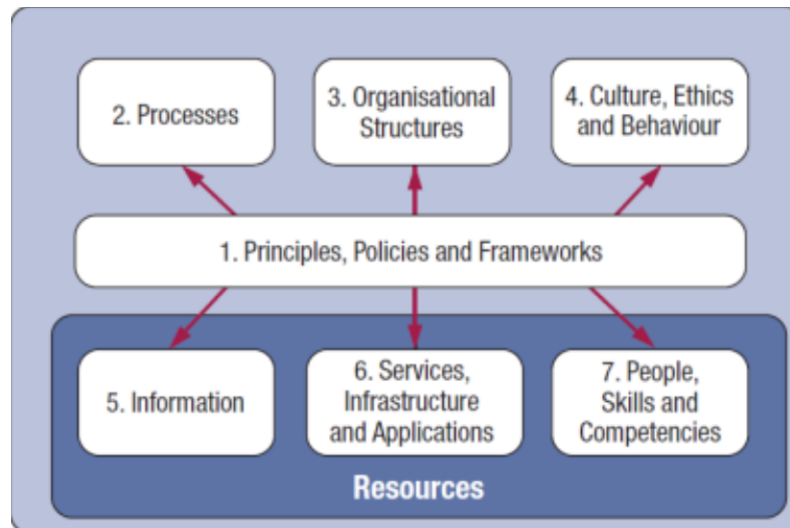 2. Processes
3. Organisational
Structures
4. Culture, Ethics
and Behaviour
1. Principles, Policies and Frameworks
5. Information
6. Services,
Infrastructure
and Applications
7. People,
Skills and
Competencies
Resources